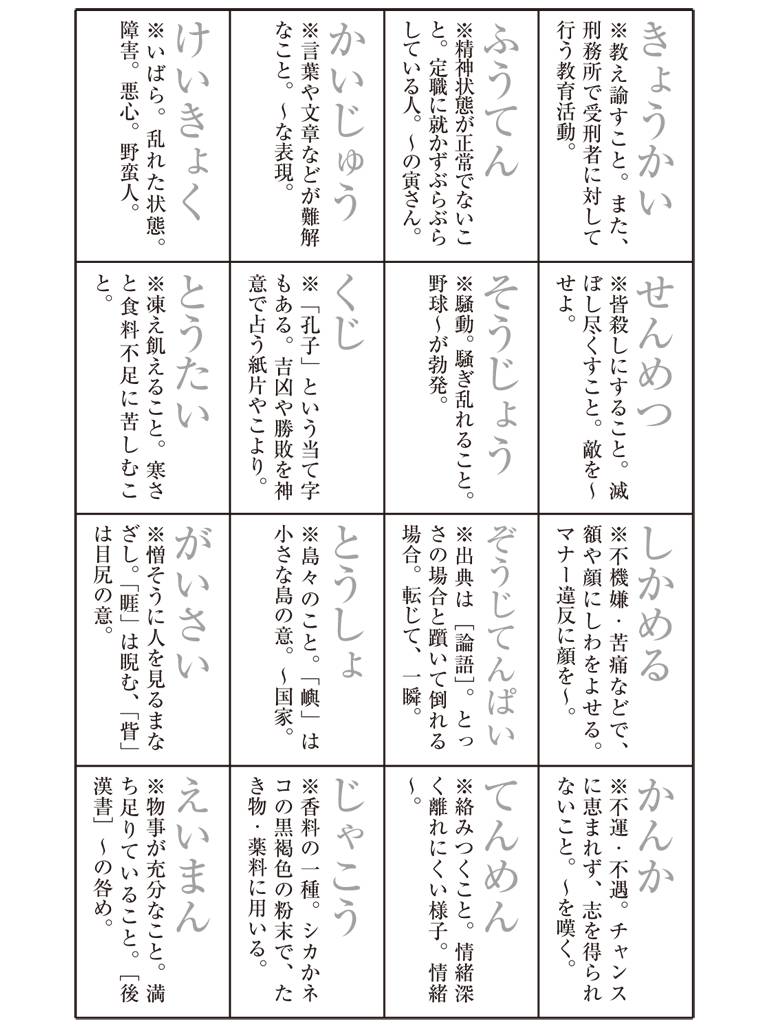 きょうかい
※教え諭すこと。また、
刑務所で受刑者に対して
行う教育活動。
ふうてん
※精神状態が正常でないこ
と。定職に就かずぶらぶら
している人。～の寅さん。
かいじゅう
※言葉や文章などが難解
なこと。～な表現。
けいきょく
※いばら。乱れた状態。
障害。悪心。野蛮人。
せんめつ
※皆殺しにすること。滅
ぼし尽くすこと。敵を～
せよ。
そうじょう
※騒動。騒ぎ乱れること。
野球～が勃発。
くじ
※「孔子」という当て字
もある。吉凶や勝敗を神
意で占う紙片やこより。
とうたい
※凍え飢えること。寒さ
と食料不足に苦しむこ
と。
しかめる
※不機嫌・苦痛などで、
額や顔にしわをよせる。
マナー違反に顔を～。
ぞうじてんぱい
※出典は［論語］。とっ
さの場合と躓いて倒れる
場合。転じて、一瞬。
とうしょ
※島々のこと。「嶼」は
小さな島の意。～国家。
がいさい
※憎そうに人を見るまな
ざし。「睚」は睨む、「眥」
は目尻の意。
かんか
※不運・不遇。チャンス
に恵まれず、志を得られ
ないこと。～を嘆く。
てんめん
※絡みつくこと。情緒深
く離れにくい様子。情緒
～。
じゃこう
※香料の一種。シカかネ
コの黒褐色の粉末で、た
き物・薬料に用いる。
えいまん
※物事が充分なこと。満
ち足りていること。［後
漢書］～の咎め。